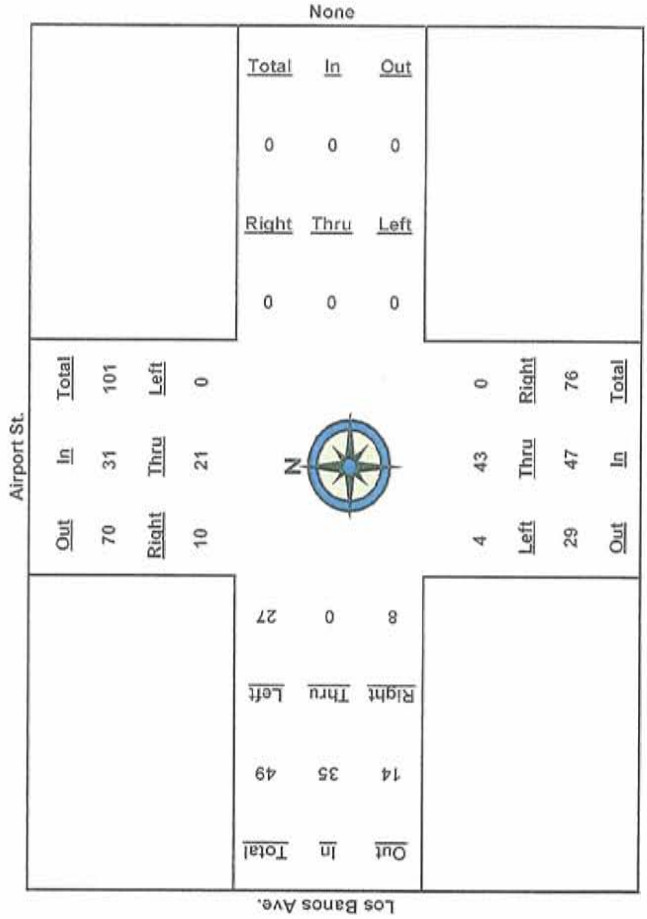 None
Total In Out
0 0 0
Right Thru Left
0 0 0
Airport St.
Out In Total
70 31 101
Right Thru Left
10 21 0
N
4 43 0
Left Thru Right
29 47 76
Out In Total
27 0 8
Left Thru Right
49 35 14
Total In Out
Los Banos Ave.